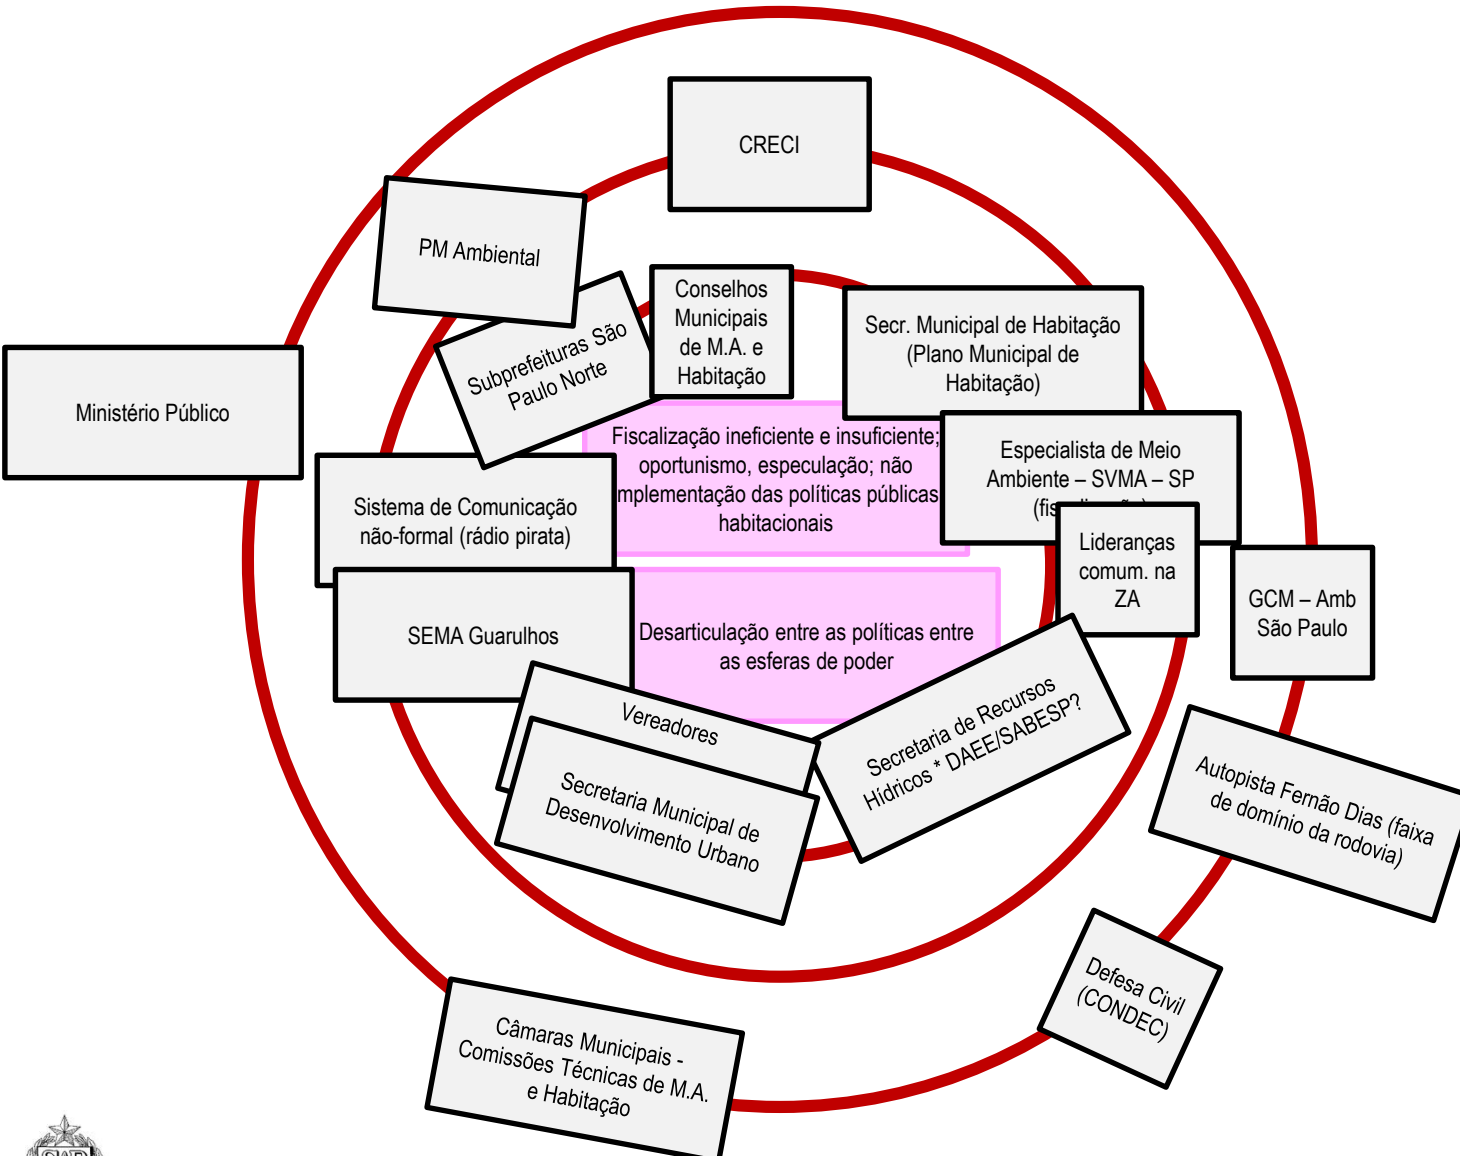 CRECI
PM Ambiental
Subprefeituras São
Paulo Norte
Conselhos
Municipais
de M.A. e
Habitação
Secr. Municipal de Habitação
(Plano Municipal de
Habitação)
Ministério Público
Fiscalização ineficiente e insuficiente;
oportunismo, especulação; não
mplementação das políticas públicas
habitacionais
Especialista de Meio
Ambiente – SVMA – SP
Sistema de Comunicação
não-formal (rádio pirata)
Lideranças
comum. na
ZA
GCM – Amb
São Paulo
SEMA Guarulhos
Desarticulação entre as políticas entre
as esferas de poder
Vereadores
Secretaria de Recursos
Hídricos * DAEE/SABESP?
Secretaria Municipal de
Desenvolvimento Urbano
Autopista Fernão Dias (faixa
de domínio da rodovia)
Defesa Civil
(CONDEC)
Câmaras Municipais -
Comissões Técnicas de M.A.
e Habitação